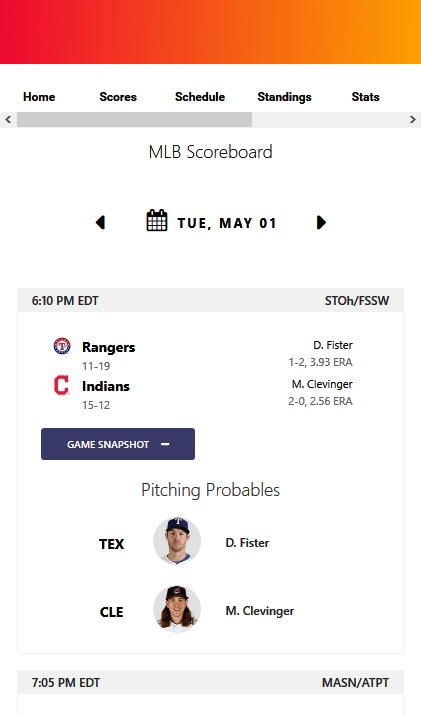 Home Scores Schedule Standings Stats
MLB Scoreboard
TUE, MAY 01
6:10 PM EDT STOh/FSSW
Rangers D. Fister
11-19 1-2, 3.93 ERA
Indians M. Clevinger
15-12 2-0, 2.56 ERA
GAME SNAPSHOT −
Pitching Probables
TEX D. Fister
CLE M. Clevinger
7:05 PM EDT MASN/ATPT